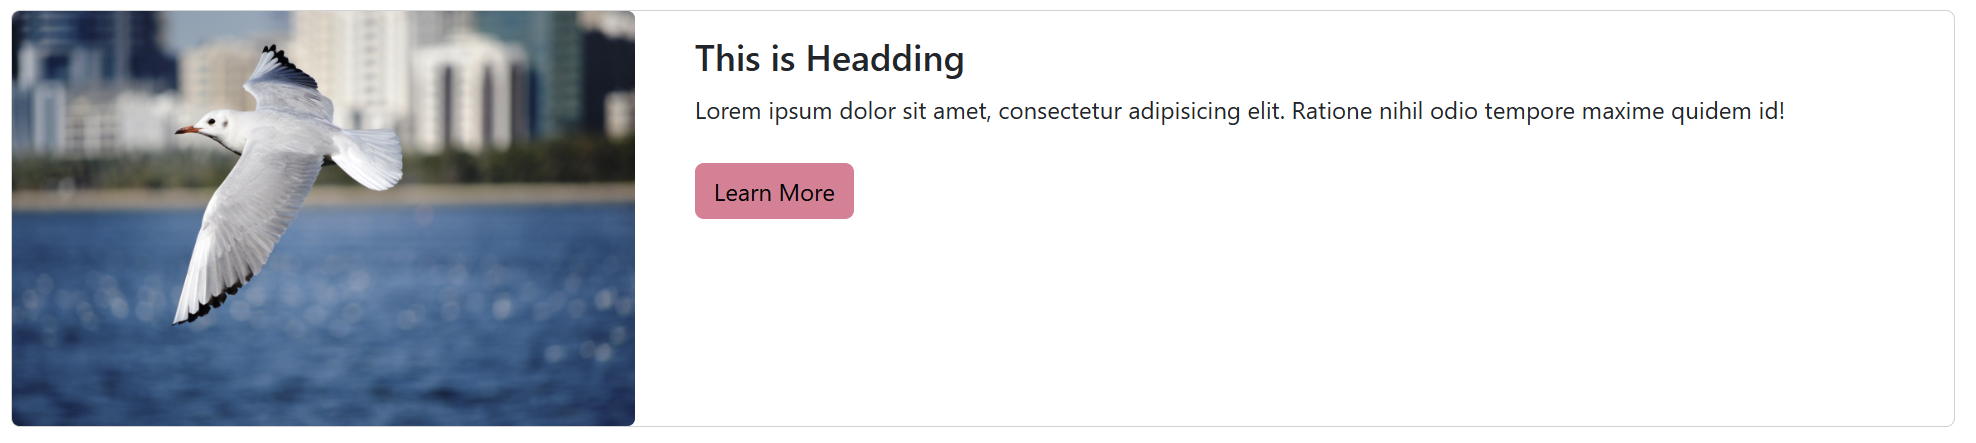 This is Headding
Lorem ipsum dolor sit amet, consectetur adipisicing elit. Ratione nihil odio tempore maxime quidem id!
Learn More